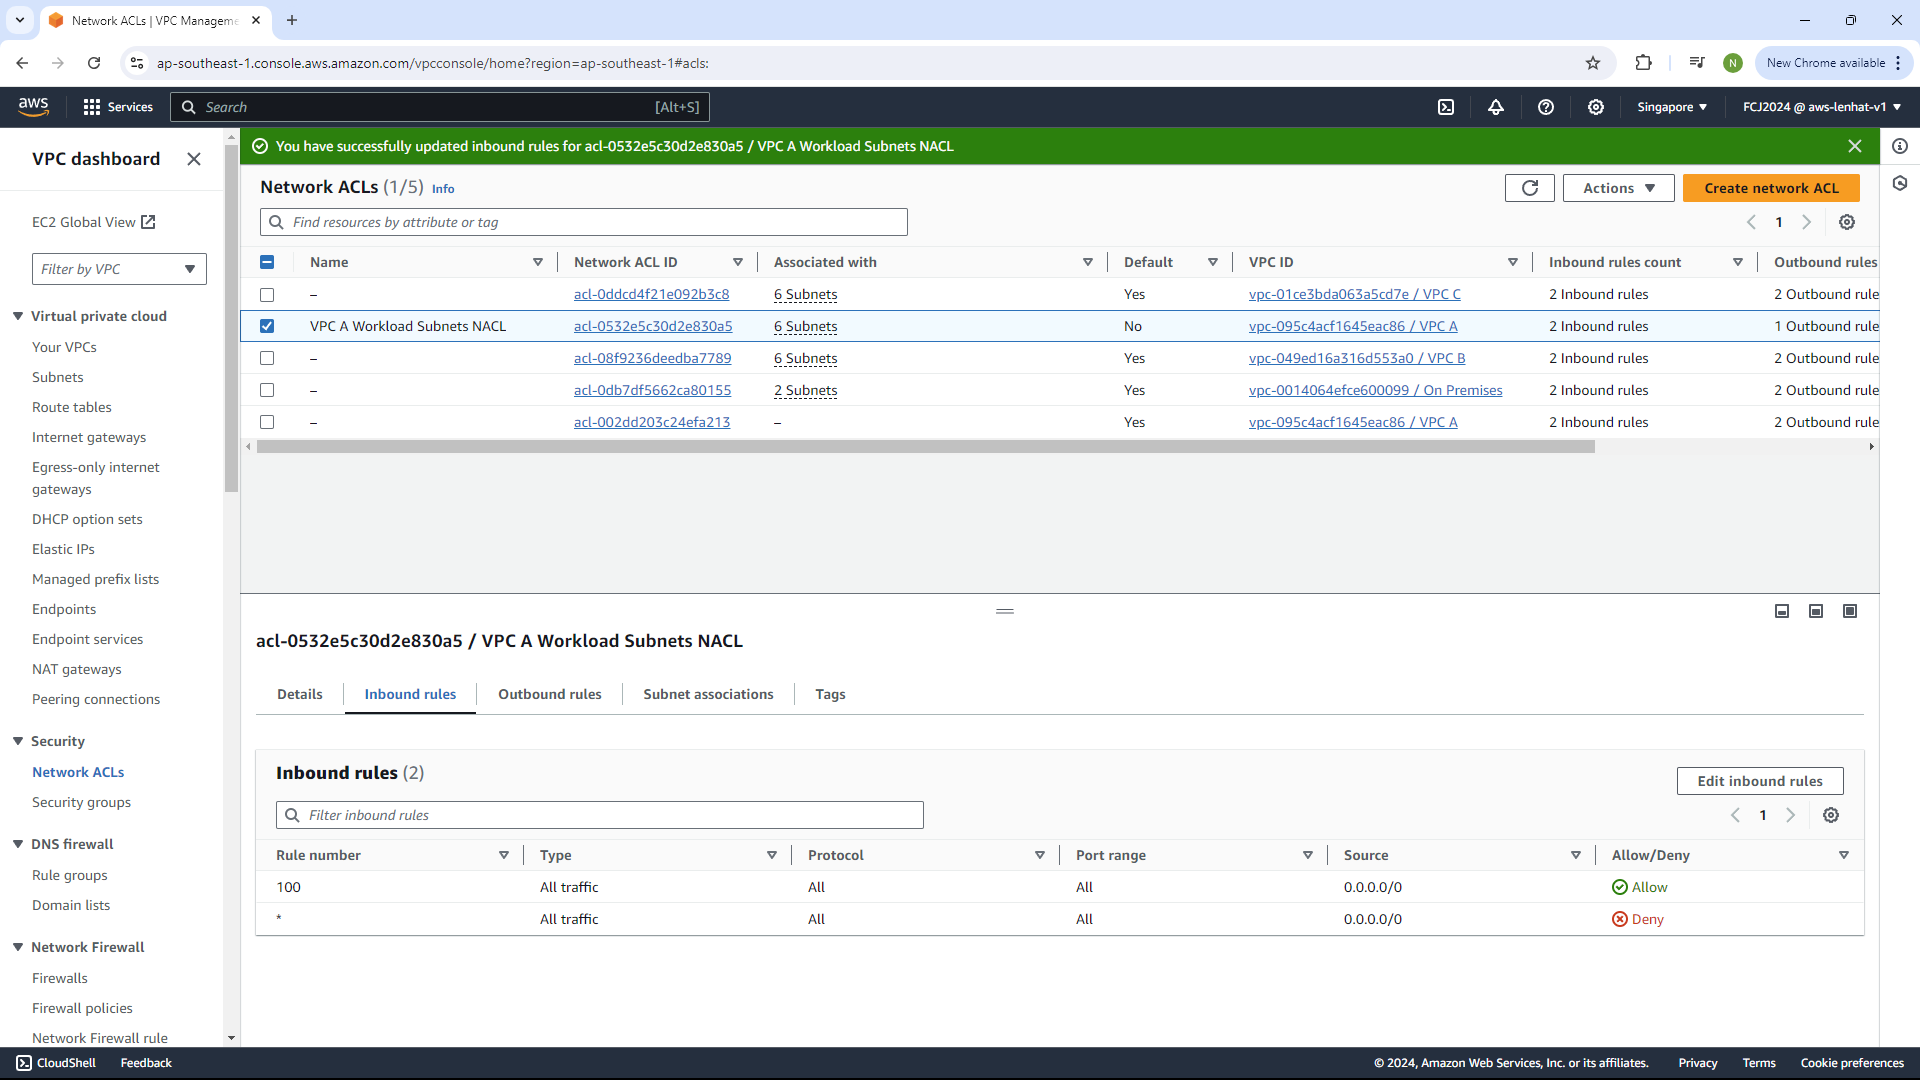 Network ACLs | VPC Manageme
ap-southeast-1.console.aws.amazon.com/vpcconsole/home?region=ap-southeast-1#acls:
N
New Chrome available
aws
Services
Search
[Alt+S]
Singapore
FCJ2024 @ aws-lenhat-v1
VPC dashboard
EC2 Global View
Filter by VPC
Virtual private cloud
Your VPCs
Subnets
Route tables
Internet gateways
Egress-only internet
gateways
DHCP option sets
Elastic IPs
Managed prefix lists
Endpoints
Endpoint services
NAT gateways
Peering connections
Security
Network ACLs
Security groups
DNS firewall
Rule groups
Domain lists
Network Firewall
Firewalls
Firewall policies
Network Firewall rule
You have successfully updated inbound rules for acl-0532e5c30d2e830a5 / VPC A Workload Subnets NACL
Network ACLs (1/5) Info
Actions
Create network ACL
Find resources by attribute or tag
1
Name Network ACL ID Associated with Default VPC ID Inbound rules count Outbound rules
– acl-0ddcd4f21e092b3c8 6 Subnets Yes vpc-01ce3bda063a5cd7e / VPC C 2 Inbound rules 2 Outbound rule
VPC A Workload Subnets NACL acl-0532e5c30d2e830a5 6 Subnets No vpc-095c4acf1645eac86 / VPC A 2 Inbound rules 1 Outbound rule
– acl-08f9236deedba7789 6 Subnets Yes vpc-049ed16a316d553a0 / VPC B 2 Inbound rules 2 Outbound rule
– acl-0db7df5662ca80155 2 Subnets Yes vpc-0014064efce600099 / On Premises 2 Inbound rules 2 Outbound rule
– acl-002dd203c24efa213 – Yes vpc-095c4acf1645eac86 / VPC A 2 Inbound rules 2 Outbound rule
acl-0532e5c30d2e830a5 / VPC A Workload Subnets NACL
Details Inbound rules Outbound rules Subnet associations Tags
Inbound rules (2)
Edit inbound rules
Filter inbound rules
1
Rule number Type Protocol Port range Source Allow/Deny
100 All traffic All All 0.0.0.0/0 Allow
* All traffic All All 0.0.0.0/0 Deny
CloudShell Feedback © 2024, Amazon Web Services, Inc. or its affiliates. Privacy Terms Cookie preferences